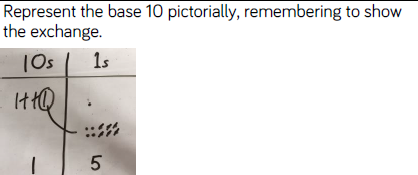 Represent the base 10 pictorially, remembering to show
the exchange.
10s 1s
1 5